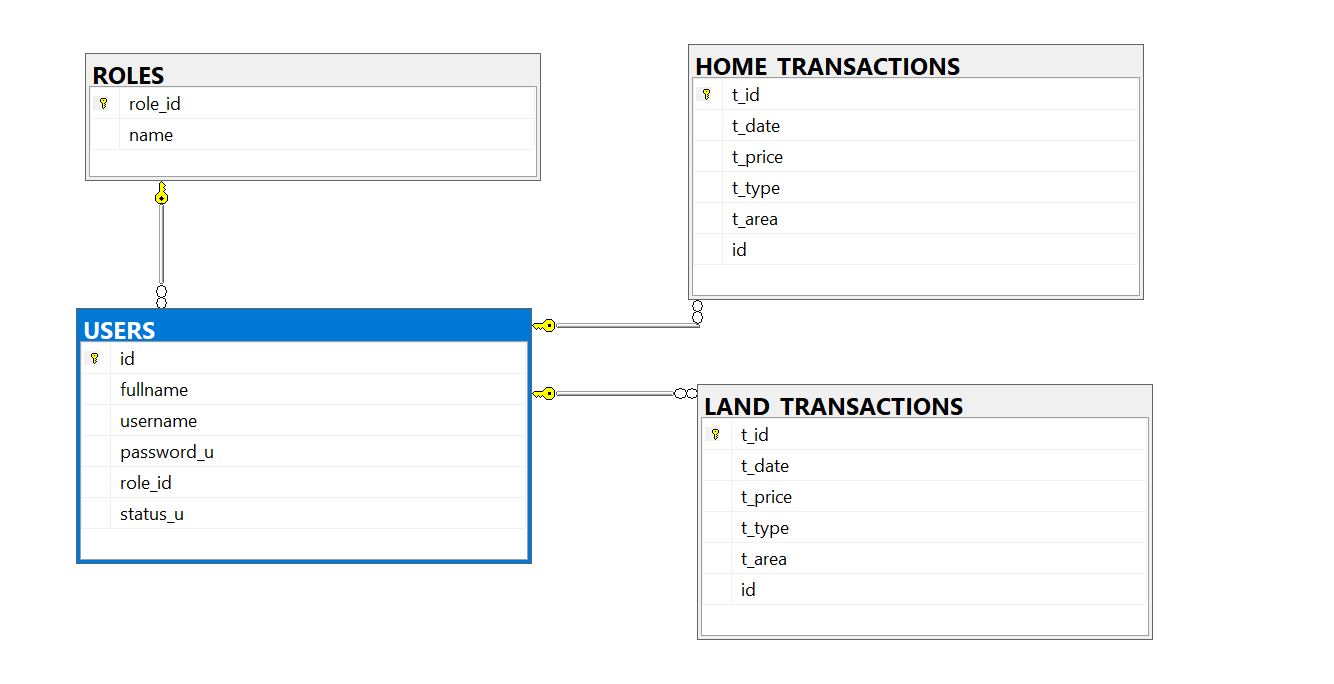 ROLES
role_id
name
USERS
id
fullname
username
password_u
role_id
status_u
HOME_TRANSACTIONS
t_id
t_date
t_price
t_type
t_area
id
LAND_TRANSACTIONS
t_id
t_date
t_price
t_type
t_area
id